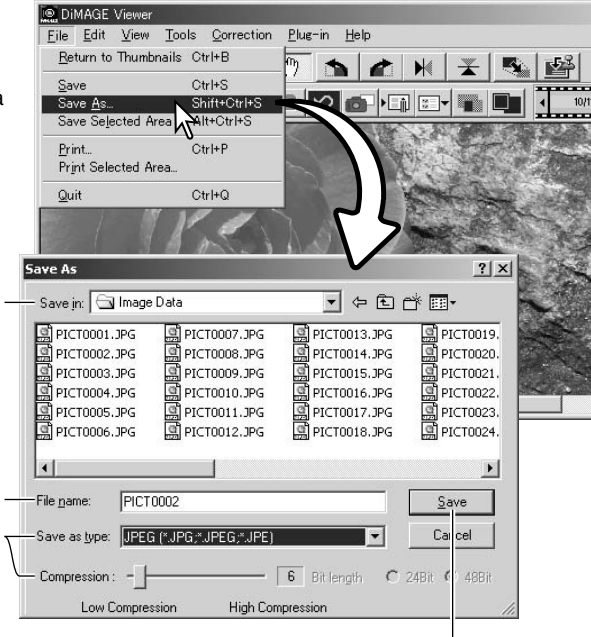 DiMAGE Viewer
File Edit View Tools Correction Plug-in Help
Return to Thumbnails Ctrl+B
Save Ctrl+S
Save As... Shift+Ctrl+S
Save Selected Area Alt+Ctrl+S
Print... Ctrl+P
Print Selected Area...
Quit Ctrl+Q
a
10/1
Save As
Save in: Image Data
PICT0001.JPG PICT0007.JPG PICT0013.JPG PICT0019.
PICT0002.JPG PICT0008.JPG PICT0014.JPG PICT0020.
PICT0003.JPG PICT0009.JPG PICT0015.JPG PICT0021.
PICT0004.JPG PICT0010.JPG PICT0016.JPG PICT0022.
PICT0005.JPG PICT0011.JPG PICT0017.JPG PICT0023.
PICT0006.JPG PICT0012.JPG PICT0018.JPG PICT0024.
File name: PICT0002 Save
Save as type: JPEG (*.JPG;*.JPEG;*.JPE) Cancel
Compression : 6 Bit length 24Bit 48Bit
Low Compression High Compression